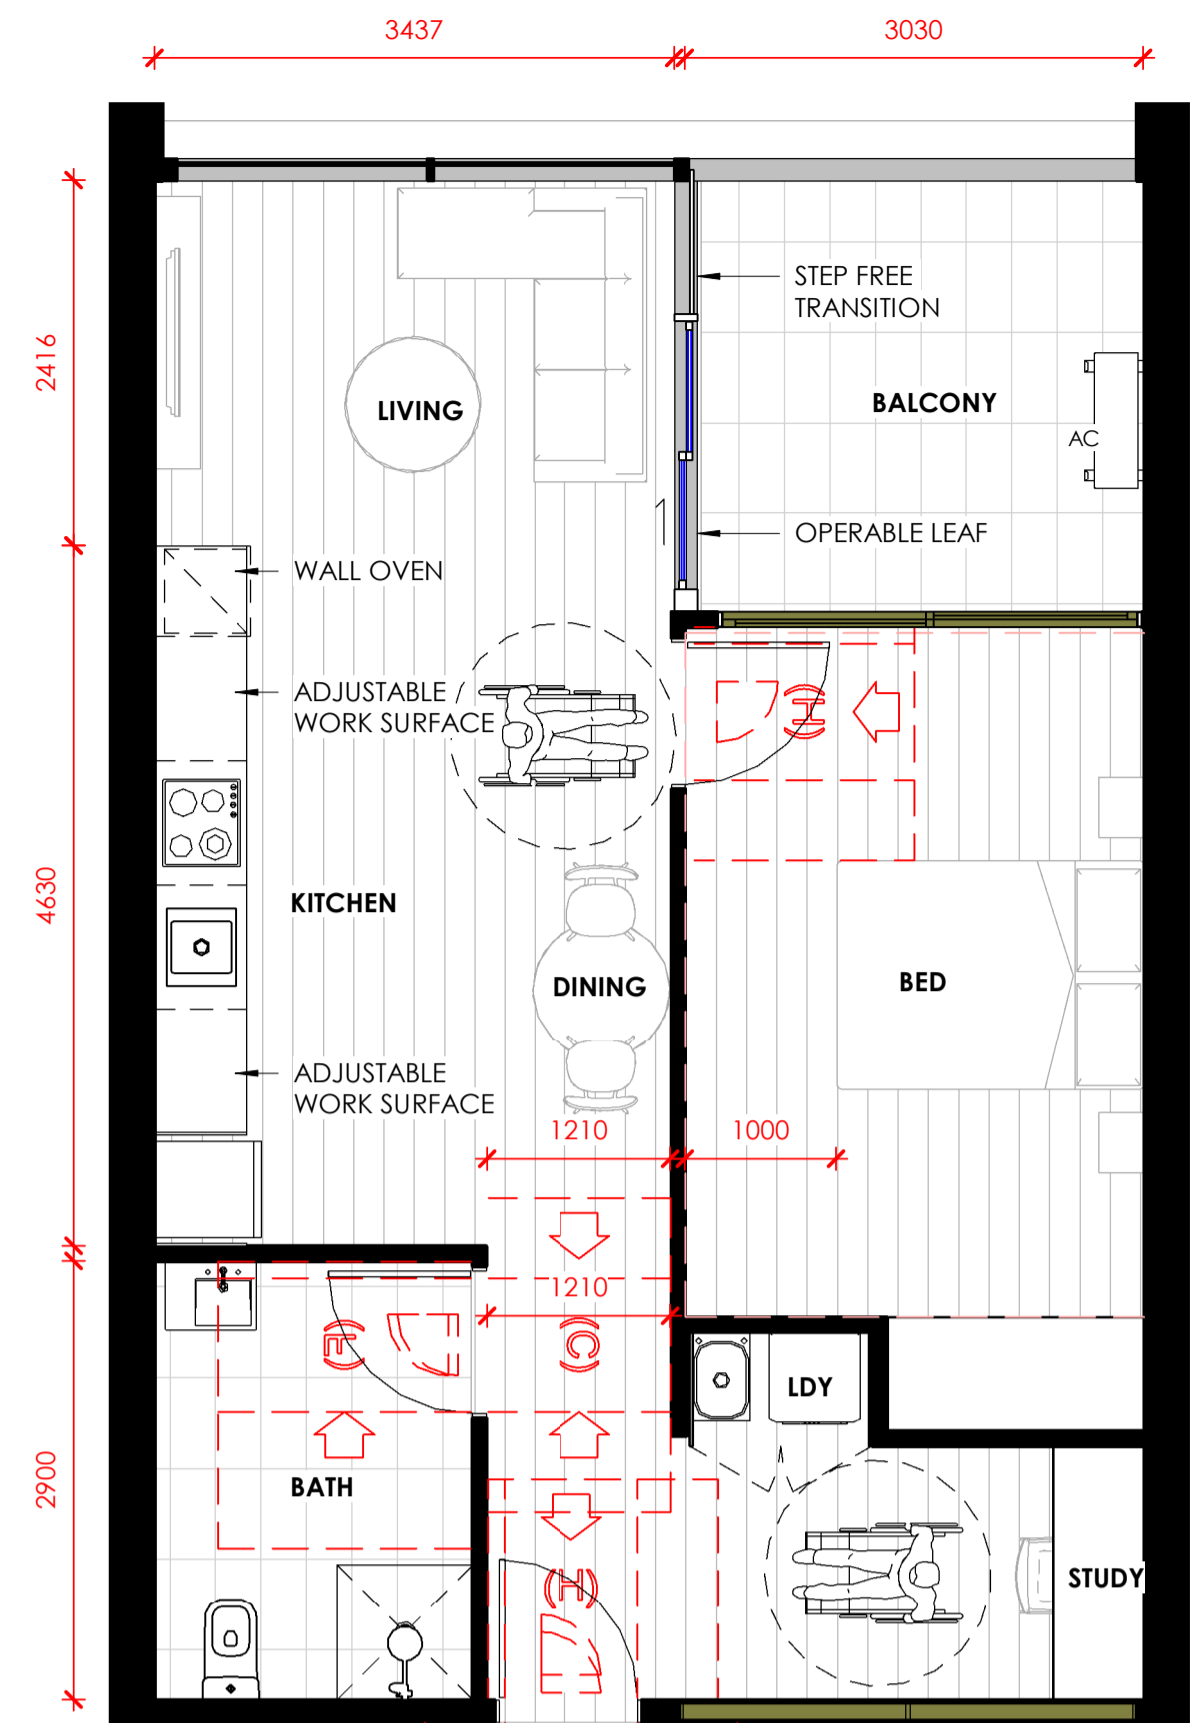 3437
3030
2416
STEP FREE
TRANSITION
LIVING
BALCONY
AC
OPERABLE LEAF
WALL OVEN
ADJUSTABLE
WORK SURFACE
(H)
4630
KITCHEN
DINING
BED
ADJUSTABLE
WORK SURFACE
1210
1000
1210
(E)
(C)
LDY
2900
BATH
(H)
STUDY